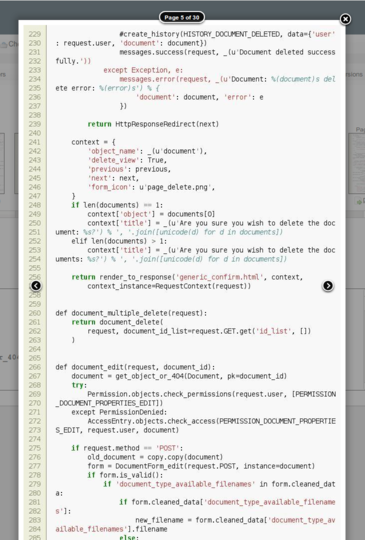 Page 5 of 30
229 #create_history(HISTORY_DOCUMENT_DELETED, data={'user'
230 : request.user, 'document': document})
231 messages.success(request, _(u'Document deleted success
232 fully.'))
233 except Exception, e:
234 messages.error(request, _(u'Document: %(document)s del
235 ete error: %(error)s') % {
236 'document': document, 'error': e
237 })
238
239 return HttpResponseRedirect(next)
240
241 context = {
242 'object_name': _(u'document'),
243 'delete_view': True,
244 'previous': previous,
245 'next': next,
246 'form_icon': u'page_delete.png',
247 }
248 if len(documents) == 1:
249 context['object'] = documents[0]
250 context['title'] = _(u'Are you sure you wish to delete the doc
251 ument: %s?') % ', '.join([unicode(d) for d in documents])
252 elif len(documents) > 1:
253 context['title'] = _(u'Are you sure you wish to delete the doc
254 uments: %s?') % ', '.join([unicode(d) for d in documents])
255
256 return render_to_response('generic_confirm.html', context,
257 context_instance=RequestContext(request))
258
259
260 def document_multiple_delete(request):
261 return document_delete(
262 request, document_id_list=request.GET.get('id_list', [])
263 )
264
265
266 def document_edit(request, document_id):
267 document = get_object_or_404(Document, pk=document_id)
268 try:
269 Permission.objects.check_permissions(request.user, [PERMISSION
270 _DOCUMENT_PROPERTIES_EDIT])
271 except PermissionDenied:
272 AccessEntry.objects.check_access(PERMISSION_DOCUMENT_PROPERTIE
273 S_EDIT, request.user, document)
274
275 if request.method == 'POST':
276 old_document = copy.copy(document)
277 form = DocumentForm_edit(request.POST, instance=document)
278 if form.is_valid():
279 if 'document_type_available_filenames' in form.cleaned_dat
280 a:
281 if form.cleaned_data['document_type_available_filename
282 s']:
283 new_filename = form.cleaned_data['document_type_av
284 ailable_filenames'].filename
285 else: